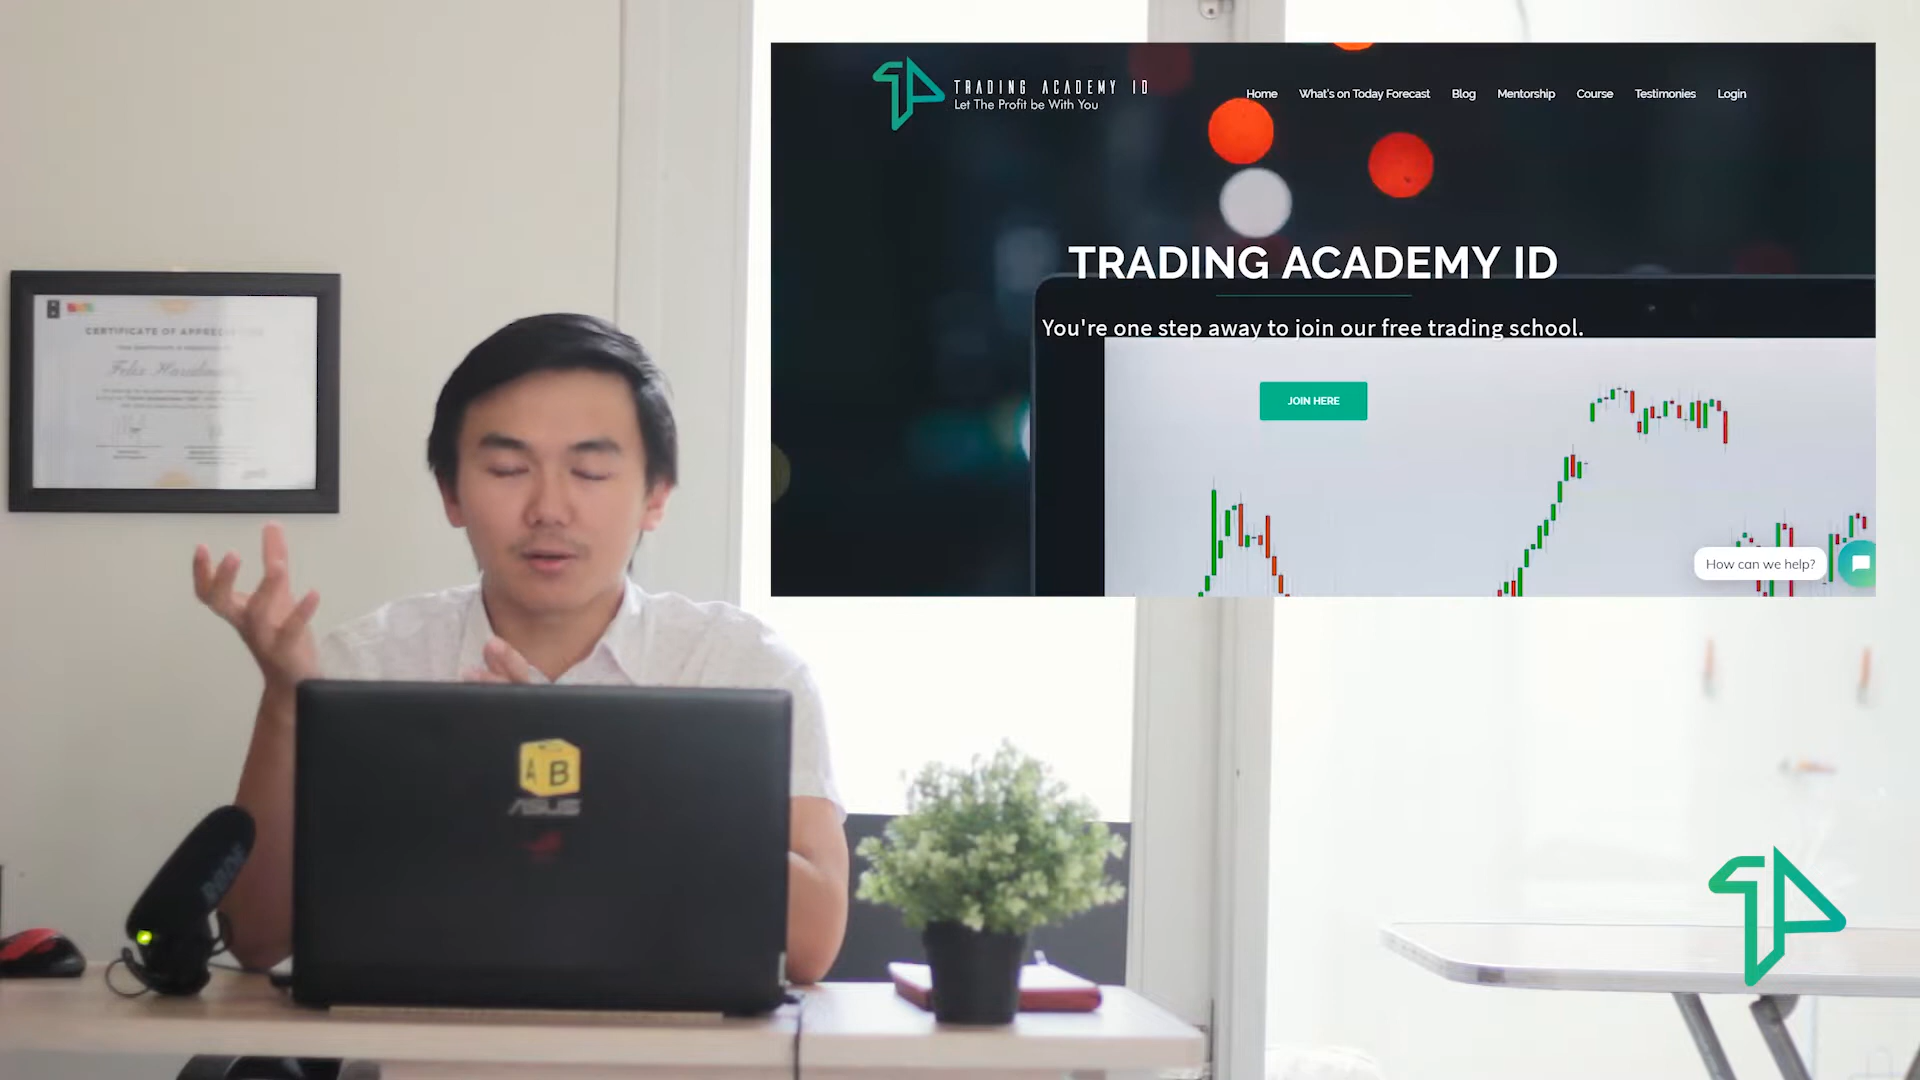 TRADING ACADEMY ID
Let The Profit be With You
Home What's on Today Forecast Blog Mentorship Course Testimonies Login
TRADING ACADEMY ID
You're one step away to join our free trading school.
JOIN HERE
How can we help?
CERTIFICATE OF
Felix
A B
ASUS
RODE